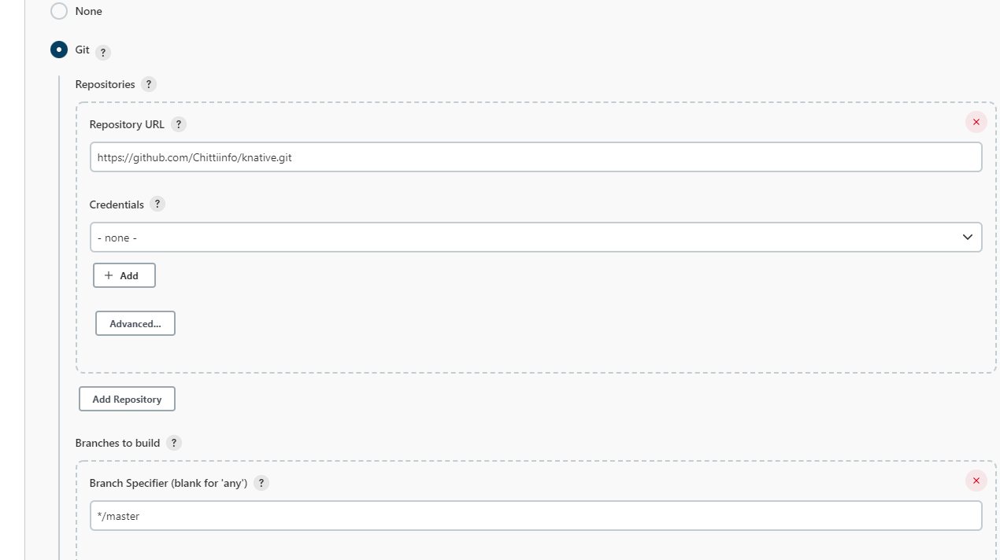 None
Git ?
Repositories ?
Repository URL ?
https://github.com/Chittiinfo/knative.git
Credentials ?
- none -
+ Add
Advanced...
Add Repository
Branches to build ?
Branch Specifier (blank for 'any') ?
*/master